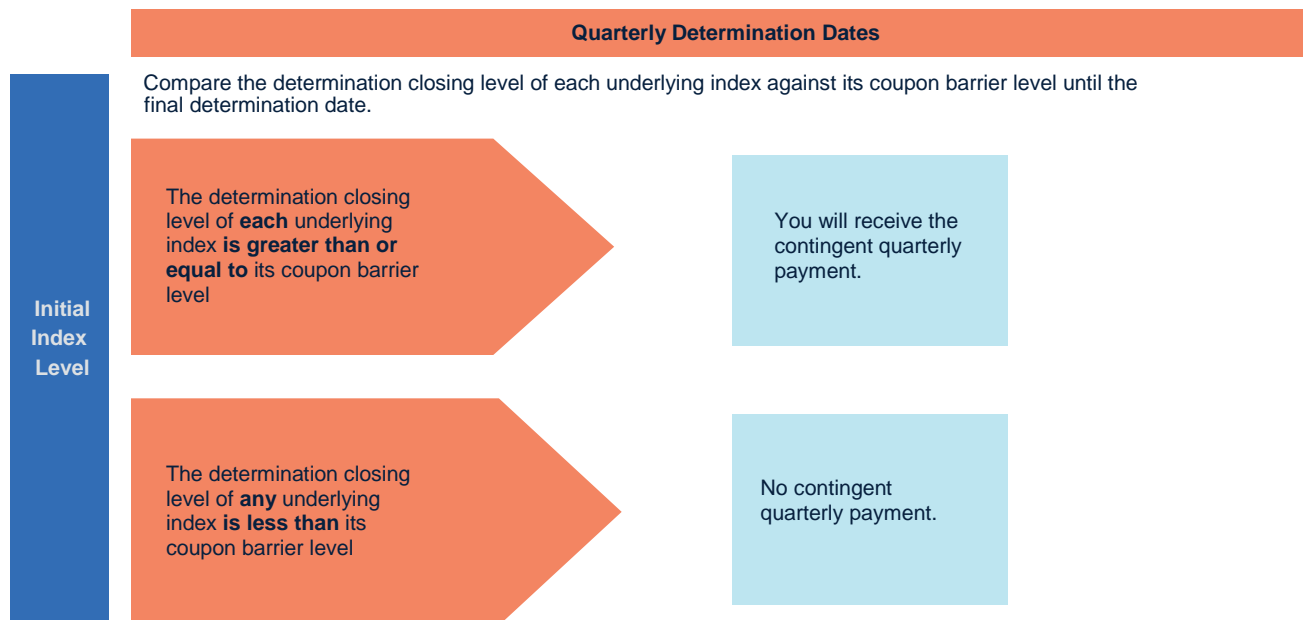 Quarterly Determination Dates
Compare the determination closing level of each underlying index against its coupon barrier level until the
final determination date.
Initial
Index
Level
The determination closing
level of each underlying
index is greater than or
equal to its coupon barrier
level
You will receive the
contingent quarterly
payment.
The determination closing
level of any underlying
index is less than its
coupon barrier level
No contingent
quarterly payment.